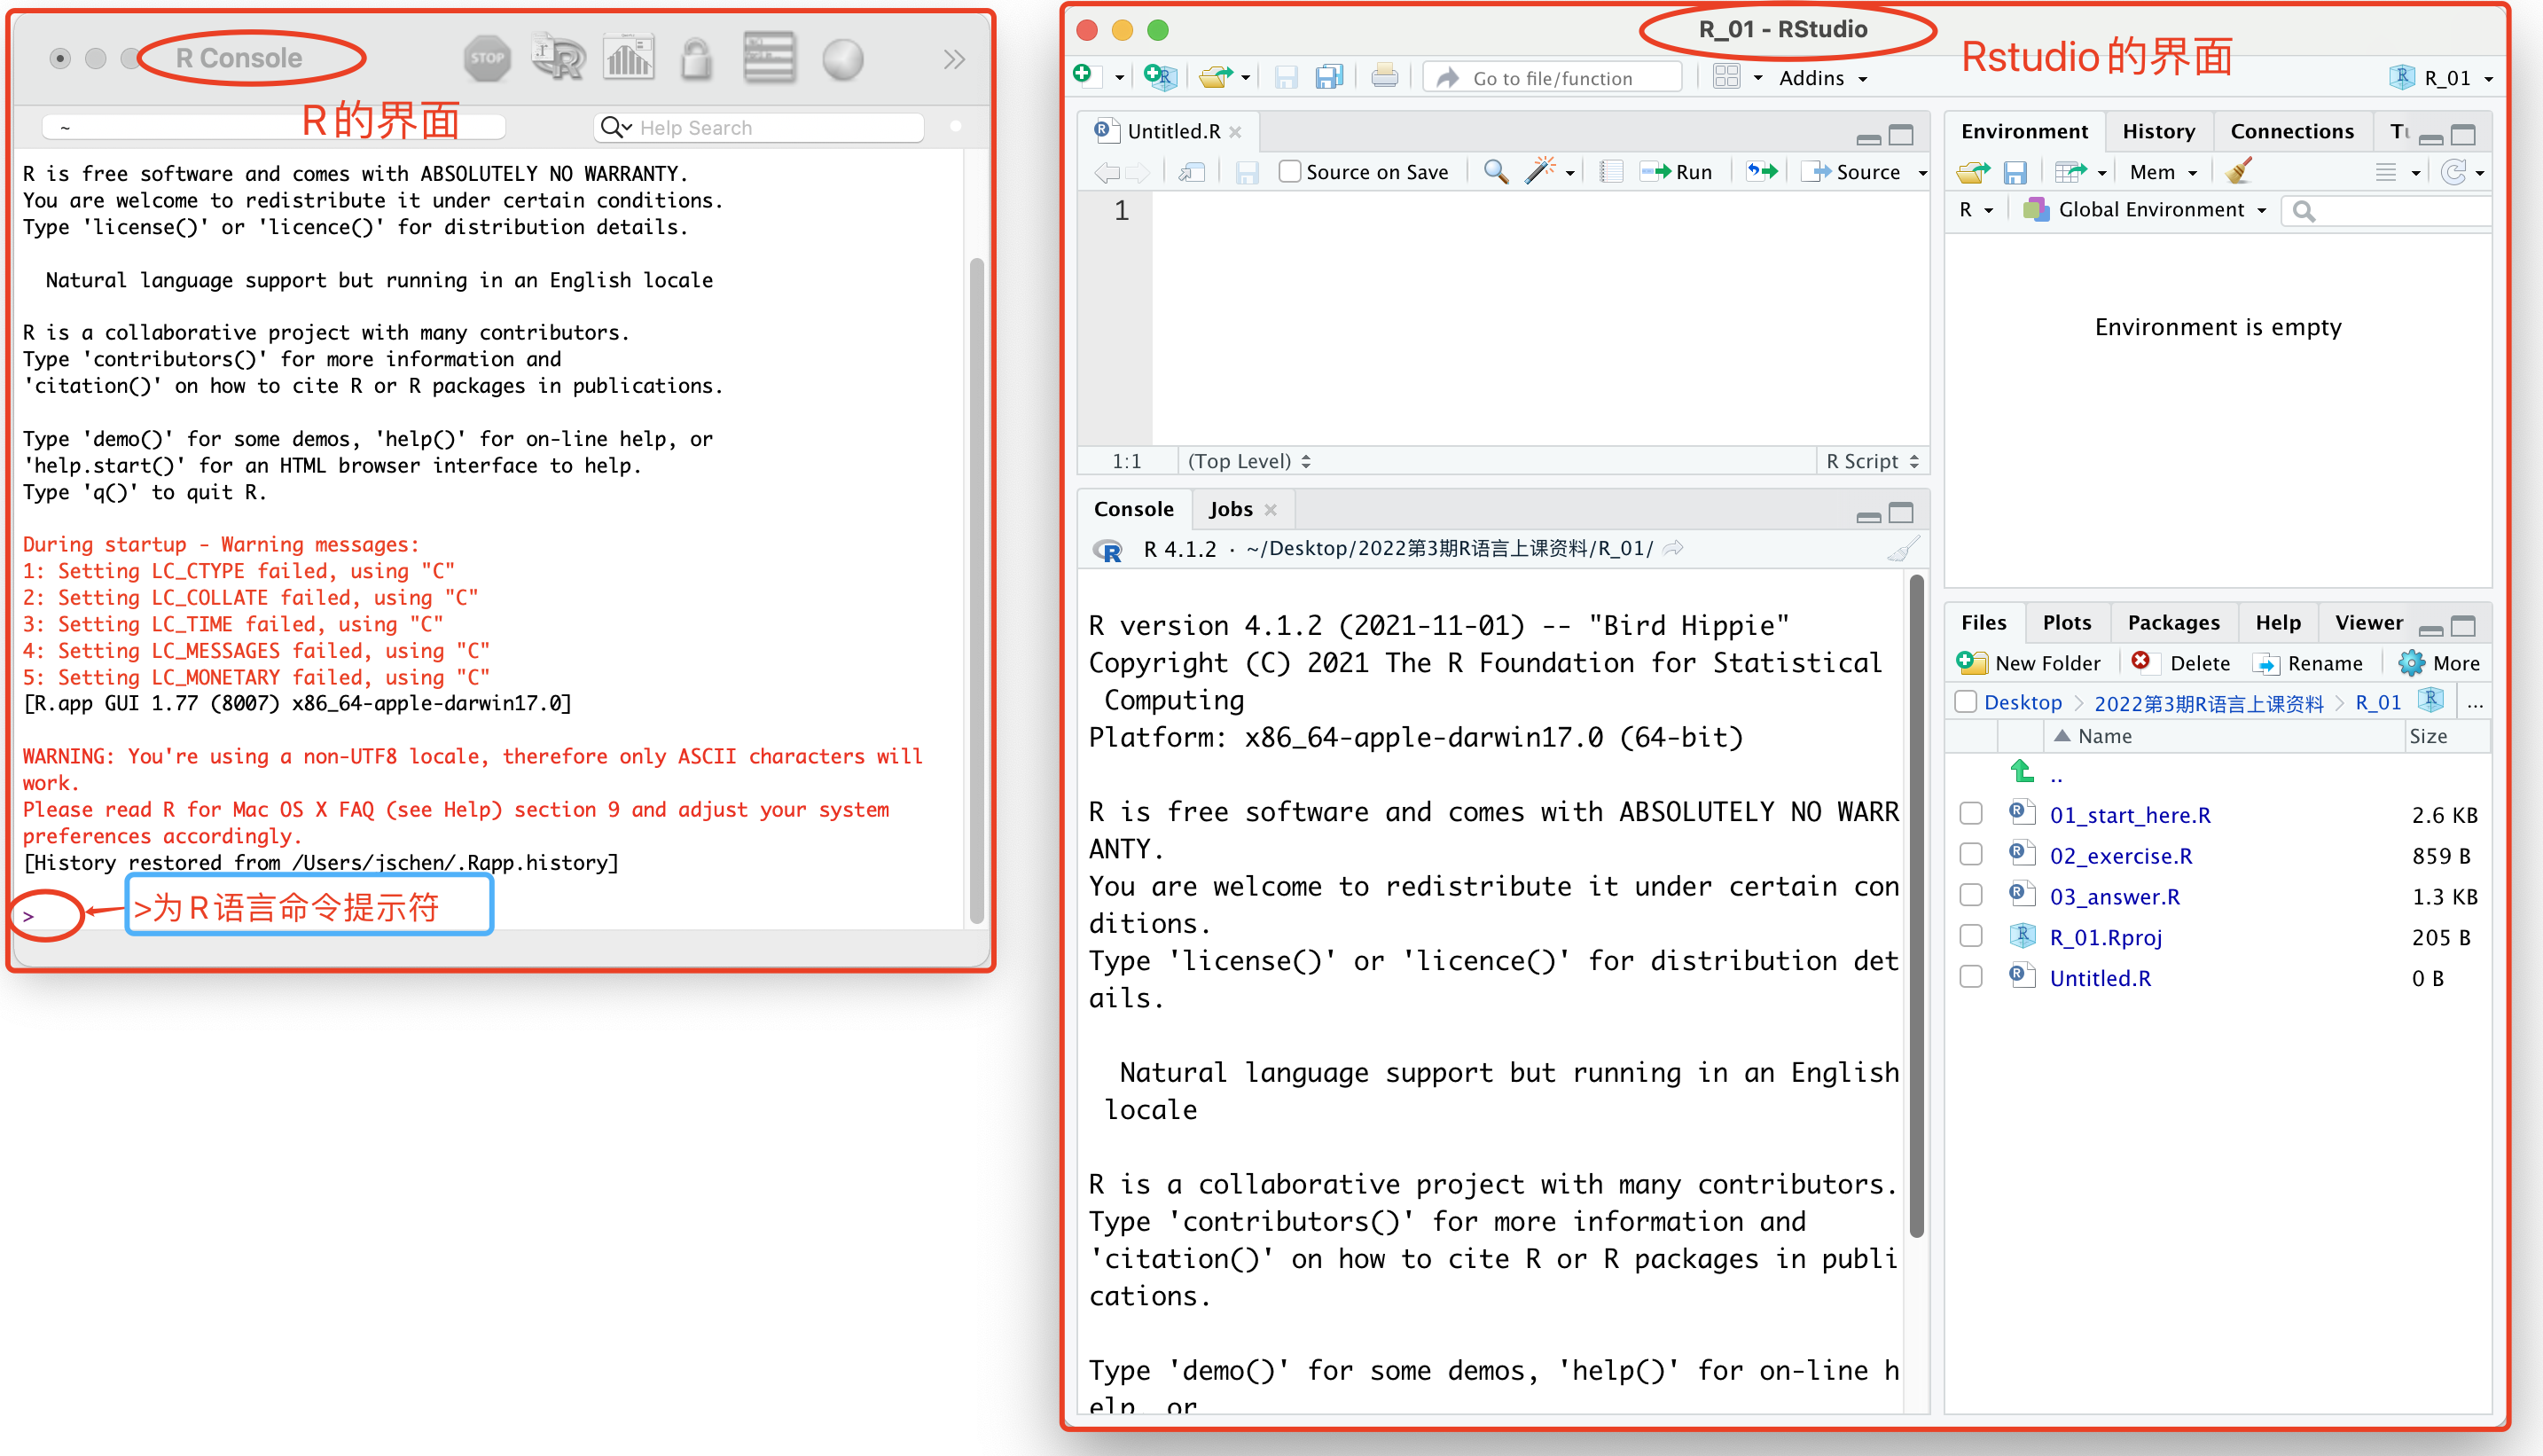 R Console
STOP
R的界面
~
Help Search
R is free software and comes with ABSOLUTELY NO WARRANTY.
You are welcome to redistribute it under certain conditions.
Type 'license()' or 'licence()' for distribution details.
Natural language support but running in an English locale
R is a collaborative project with many contributors.
Type 'contributors()' for more information and
'citation()' on how to cite R or R packages in publications.
Type 'demo()' for some demos, 'help()' for on-line help, or
'help.start()' for an HTML browser interface to help.
Type 'q()' to quit R.
During startup - Warning messages:
1: Setting LC_CTYPE failed, using "C"
2: Setting LC_COLLATE failed, using "C"
3: Setting LC_TIME failed, using "C"
4: Setting LC_MESSAGES failed, using "C"
5: Setting LC_MONETARY failed, using "C"
[R.app GUI 1.77 (8007) x86_64-apple-darwin17.0]
WARNING: You're using a non-UTF8 locale, therefore only ASCII characters will
work.
Please read R for Mac OS X FAQ (see Help) section 9 and adjust your system
preferences accordingly.
[History restored from /Users/jschen/.Rapp.history]
>
>为R语言命令提示符
R_01 - RStudio
Rstudio的界面
Go to file/function
Addins
R_01
Untitled.R
Source on Save
Run
Source
1
1:1
(Top Level)
R Script
Console
Jobs
R 4.1.2 · ~/Desktop/2022第3期R语言上课资料/R_01/
R version 4.1.2 (2021-11-01) -- "Bird Hippie"
Copyright (C) 2021 The R Foundation for Statistical
Computing
Platform: x86_64-apple-darwin17.0 (64-bit)
R is free software and comes with ABSOLUTELY NO WARR
ANTY.
You are welcome to redistribute it under certain con
ditions.
Type 'license()' or 'licence()' for distribution det
ails.
Natural language support but running in an English
locale
R is a collaborative project with many contributors.
Type 'contributors()' for more information and
'citation()' on how to cite R or R packages in publi
cations.
Type 'demo()' for some demos, 'help()' for on-line h
elp, or
Environment
History
Connections
Tu
Mem
R
Global Environment
Environment is empty
Files
Plots
Packages
Help
Viewer
New Folder
Delete
Rename
More
Desktop > 2022第3期R语言上课资料 > R_01
...
Name
Size
..
01_start_here.R 2.6 KB
02_exercise.R 859 B
03_answer.R 1.3 KB
R_01.Rproj 205 B
Untitled.R 0 B